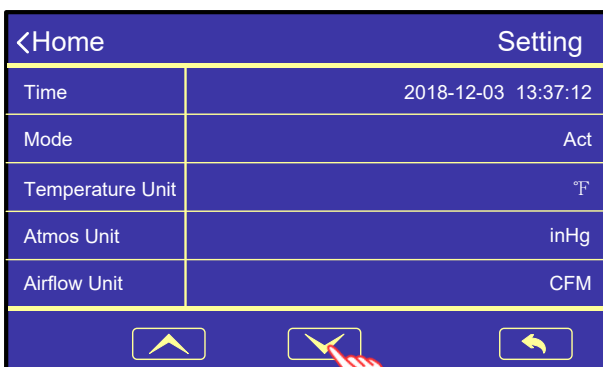 <Home Setting
Time 2018-12-03 13:37:12
Mode Act
Temperature Unit ℉
Atmos Unit inHg
Airflow Unit CFM